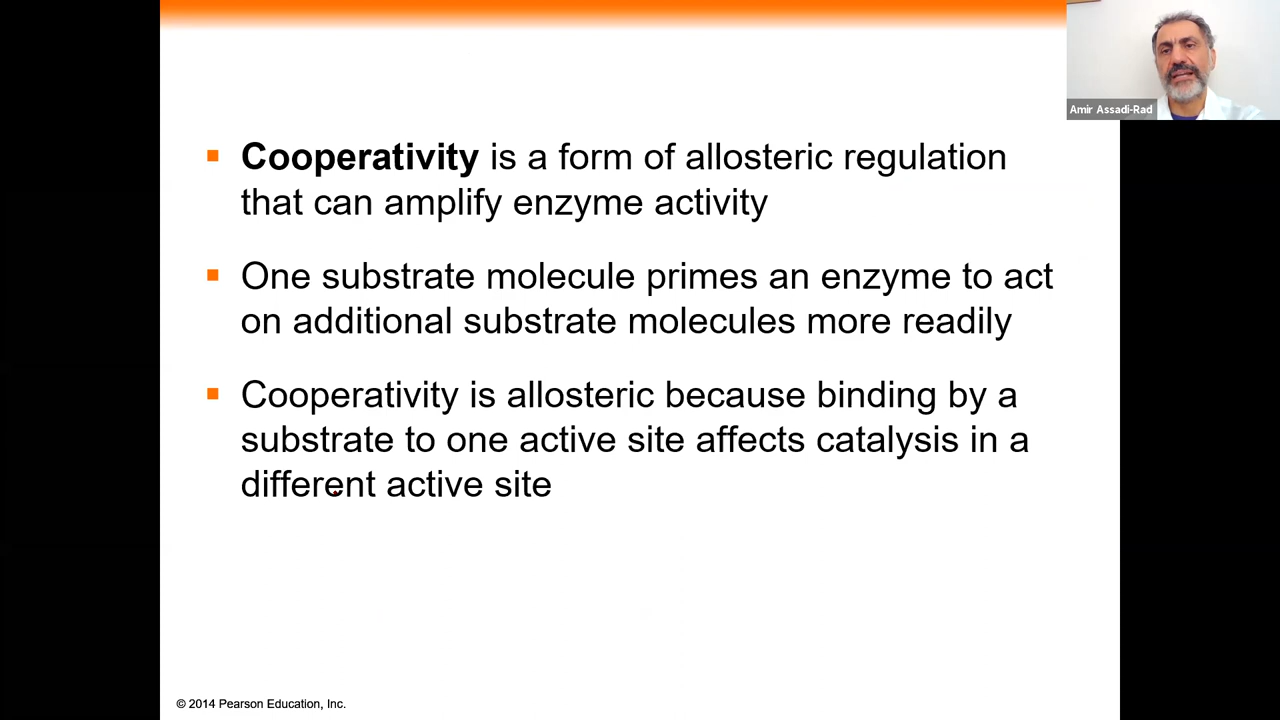 Amir Assadi-Rad
Cooperativity is a form of allosteric regulation
that can amplify enzyme activity
One substrate molecule primes an enzyme to act
on additional substrate molecules more readily
Cooperativity is allosteric because binding by a
substrate to one active site affects catalysis in a
different active site
© 2014 Pearson Education, Inc.